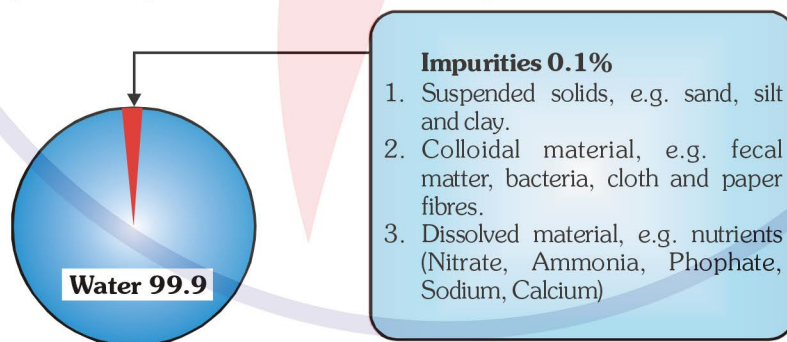 Impurities 0.1%
1. Suspended solids, e.g. sand, silt
and clay.
2. Colloidal material, e.g. fecal
matter, bacteria, cloth and paper
fibres.
3. Dissolved material, e.g. nutrients
(Nitrate, Ammonia, Phophate,
Sodium, Calcium)
Water 99.9